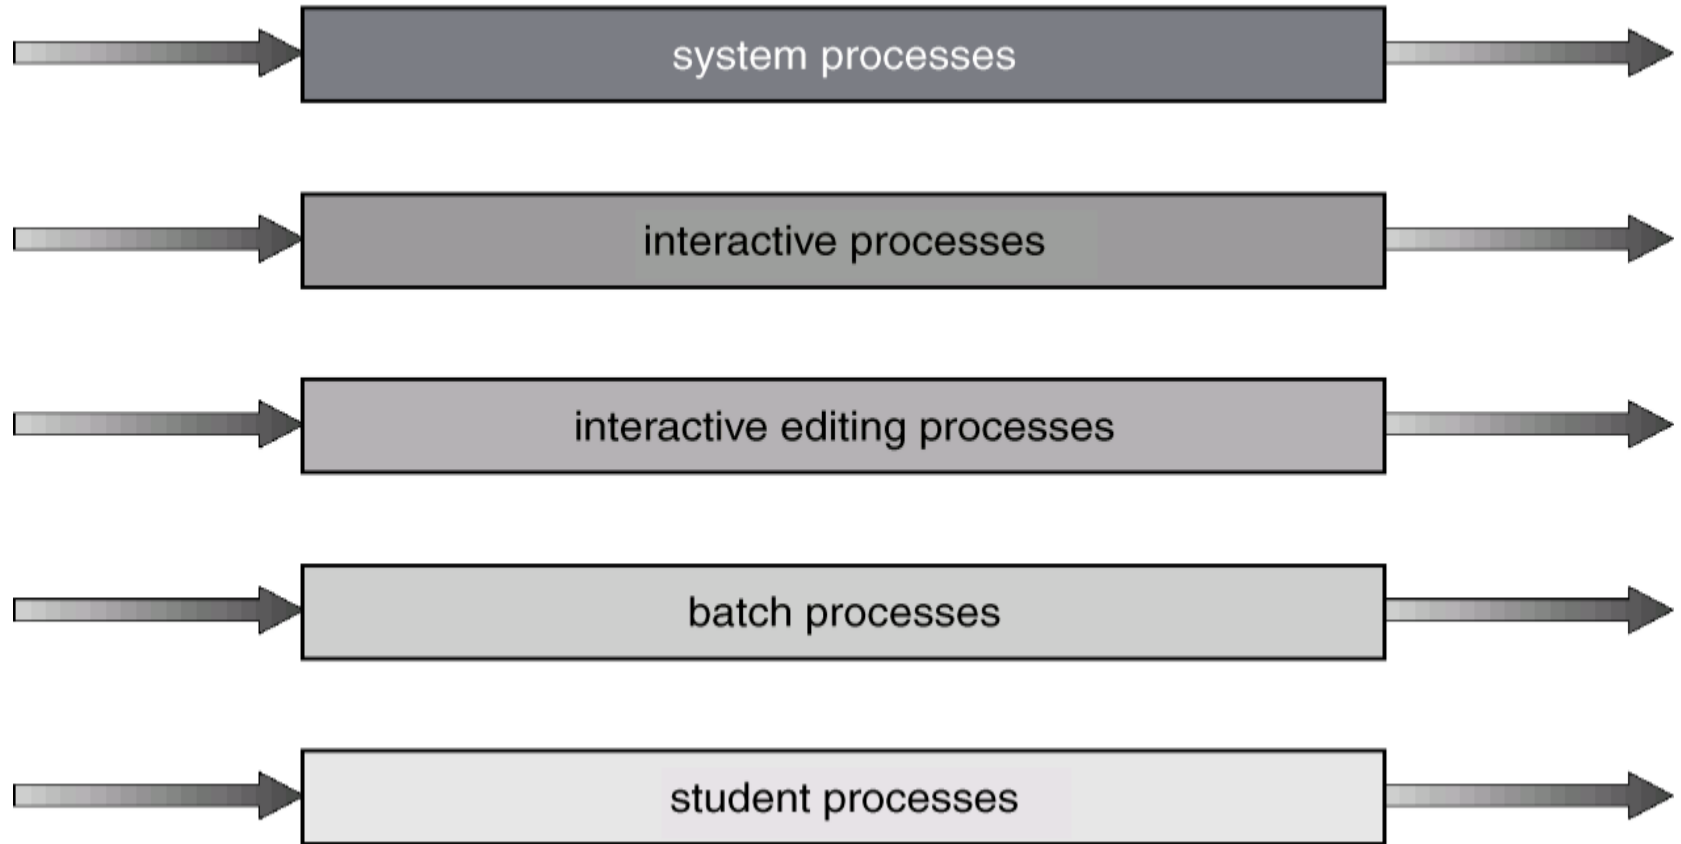 system processes
interactive processes
interactive editing processes
batch processes
student processes